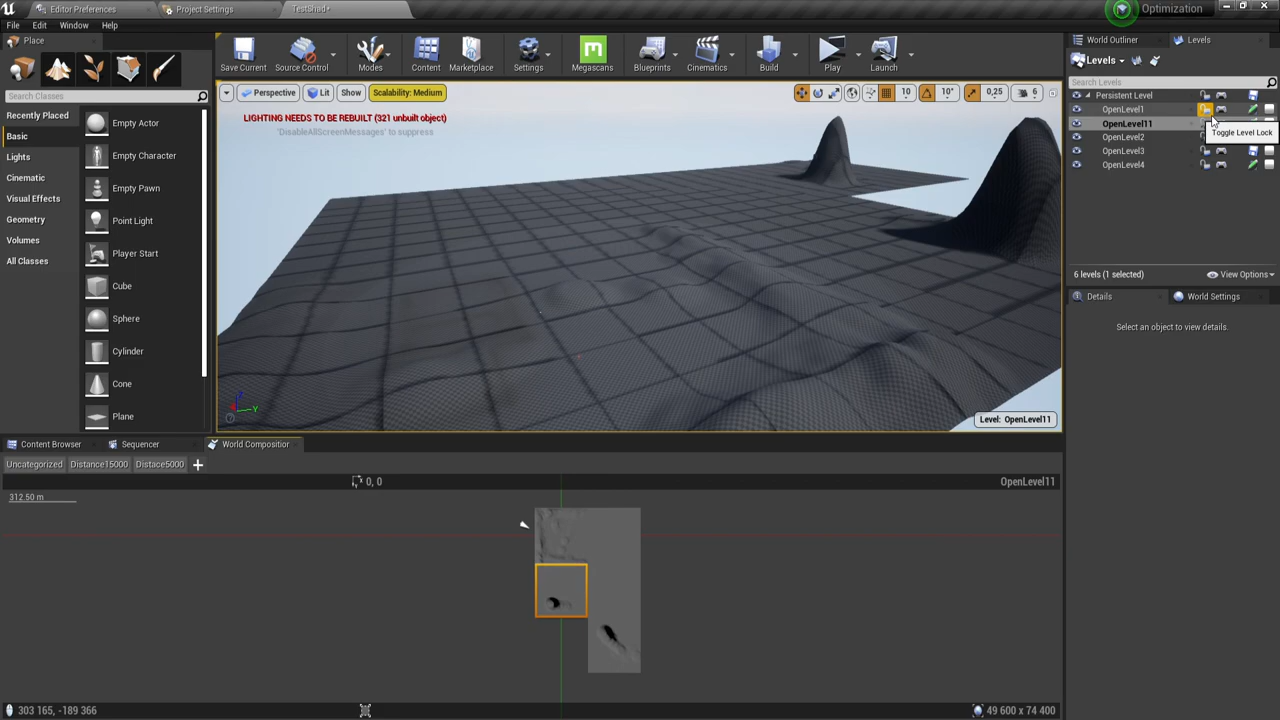 Editor Preferences
Project Settings
TestShad*
Optimization
File Edit Window Help
Place
World Outliner
Levels
Save Current
Source Control
Modes
Content
Marketplace
Settings
Megascans
Blueprints
Cinematics
Build
Play
Launch
Levels
Search Classes
Perspective
Lit
Show
Scalability: Medium
10
10°
0,25
6
Search Levels
Recently Placed
Basic
Lights
Cinematic
Visual Effects
Geometry
Volumes
All Classes
Empty Actor
Empty Character
Empty Pawn
Point Light
Player Start
Cube
Sphere
Cylinder
Cone
Plane
LIGHTING NEEDS TO BE REBUILT (321 unbuilt object)
'DisableAllScreenMessages' to suppress
Persistent Level
OpenLevel1
OpenLevel11
OpenLevel2
OpenLevel3
OpenLevel4
Toggle Level Lock
6 levels (1 selected)
View Options
Details
World Settings
Select an object to view details.
Level: OpenLevel11
Content Browser
Sequencer
World Composition
Uncategorized
Distance15000
Distace5000
+
0, 0
OpenLevel11
312.50 m
303 165, -189 366
49 600 x 74 400